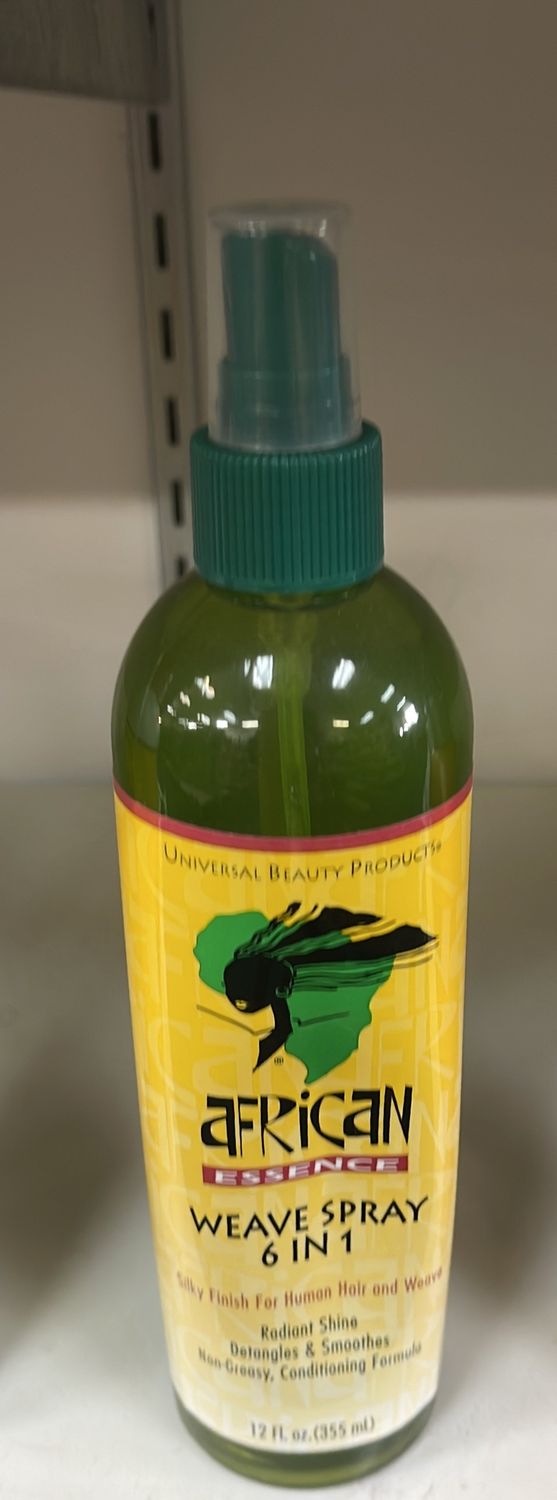 UNIVERSAL BEAUTY PRODUCTS®
®
AFRICAN
ESSENCE
WEAVE SPRAY
6 IN 1
Silky Finish For Human Hair and Weave
Radiant Shine
Detangles & Smoothes
Non-Greasy, Conditioning Formula
12 fl. oz. (355 ml)